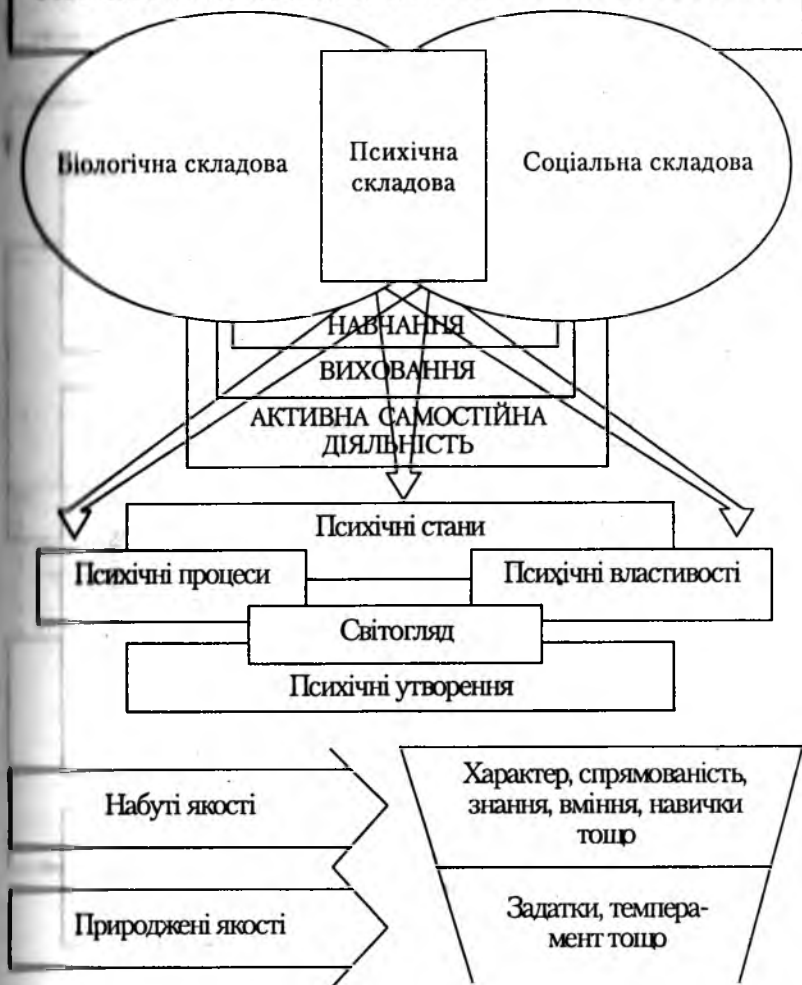 Біологічна складова
Психічна
складова
Соціальна складова
НАВЧАННЯ
ВИХОВАННЯ
АКТИВНА САМОСТІЙНА
ДІЯЛЬНІСТЬ
Психічні стани
Психічні процеси
Психічні властивості
Світогляд
Психічні утворення
Набуті якості
Характер, спрямованість,
знання, вміння, навички
тощо
Природжені якості
Задатки, темпера-
мент тощо